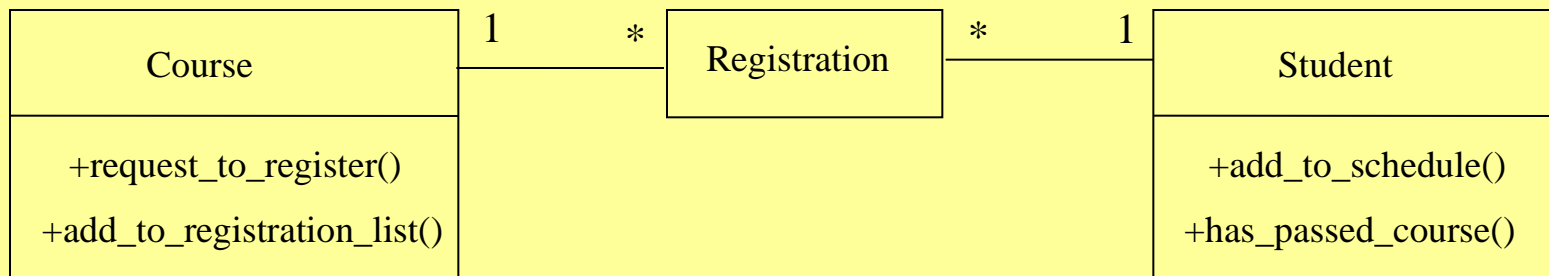 Course
1
*
Registration
*
1
Student
+request_to_register()
+add_to_registration_list()
+add_to_schedule()
+has_passed_course()